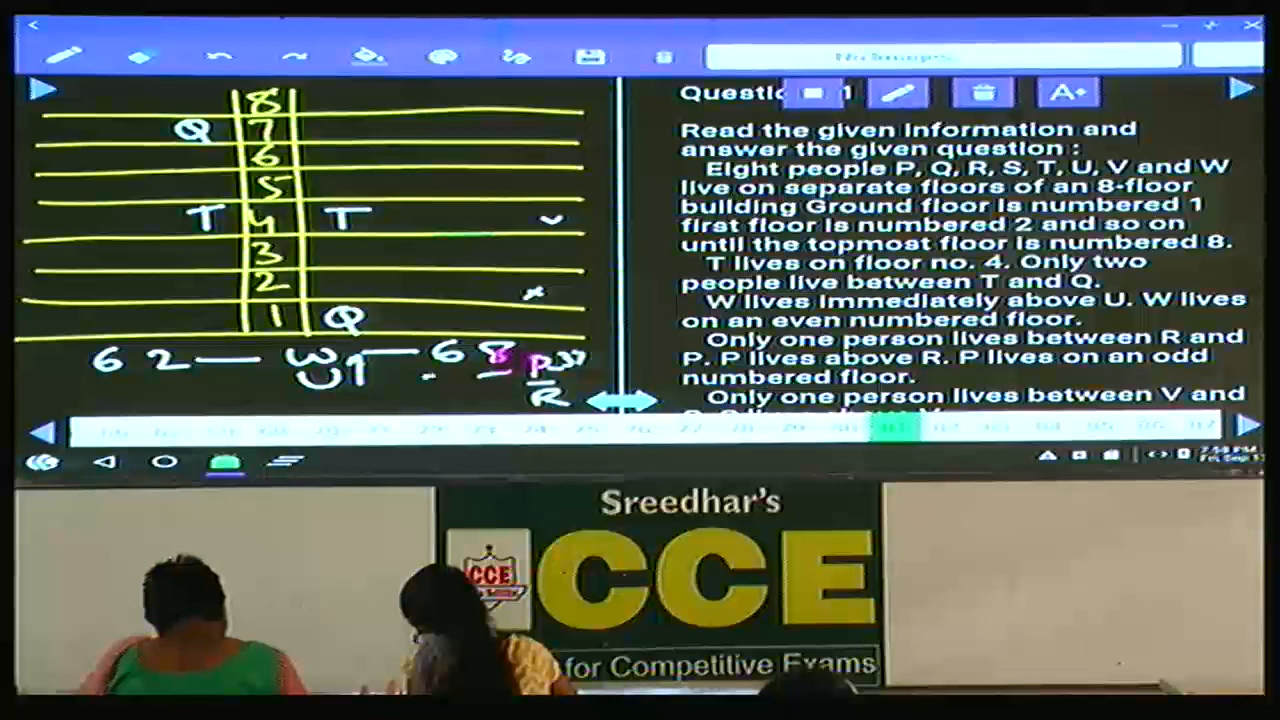 8
Q 7
6
5
T 4 T
3
2
1 Q
6 2 — W — 6 8 P
U1 R
Questi 1
A+
Read the given information and
answer the given question :
Eight people P, Q, R, S, T, U, V and W
live on separate floors of an 8-floor
building Ground floor is numbered 1
first floor is numbered 2 and so on
until the topmost floor is numbered 8.
T lives on floor no. 4. Only two
people live between T and Q.
W lives immediately above U. W lives
on an even numbered floor.
Only one person lives between R and
P. P lives above R. P lives on an odd
numbered floor.
Only one person lives between V and
Sreedhar's
CCE
CCE
for Competitive Exams